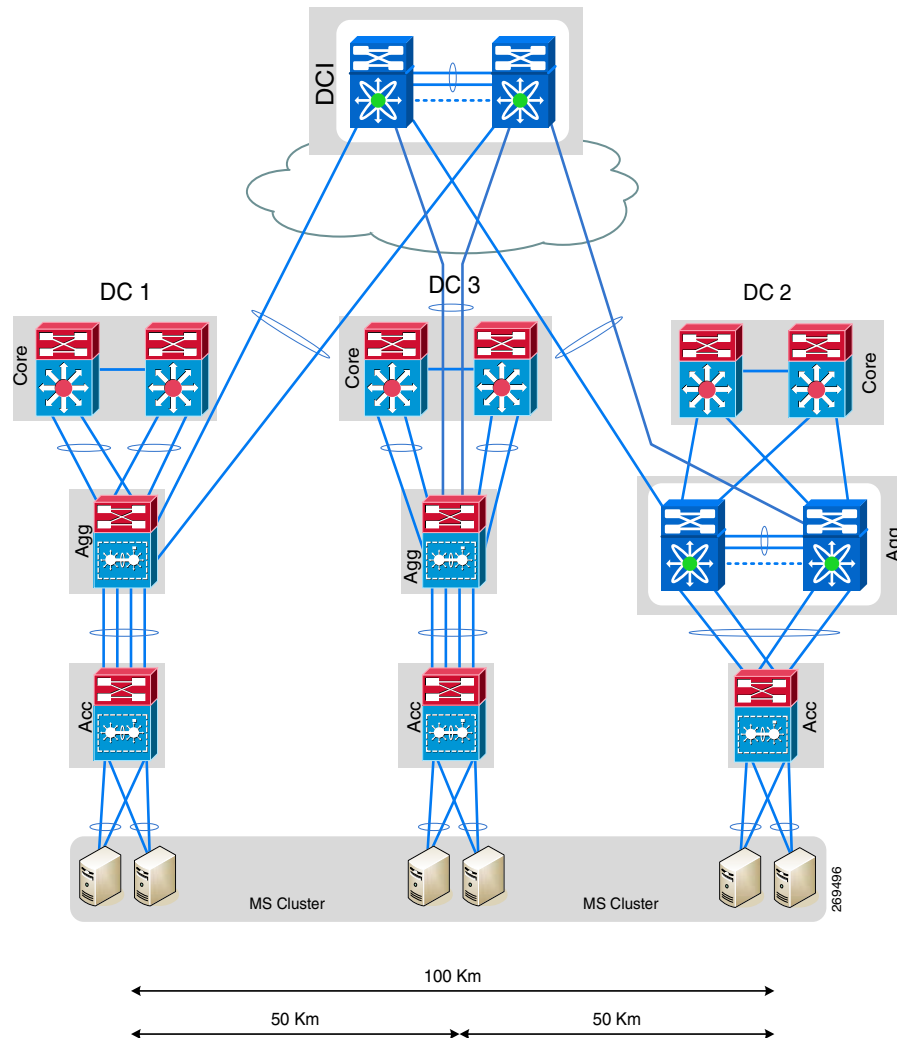 DCI
DC 1
DC 3
DC 2
Core
Core
Core
Agg
Agg
Agg
Acc
Acc
Acc
MS Cluster
MS Cluster
269496
100 Km
50 Km
50 Km